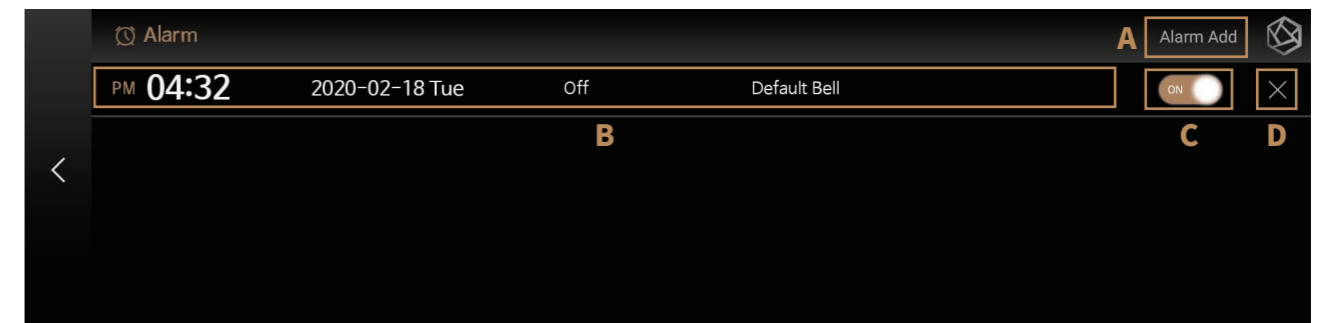 Alarm A Alarm Add
PM 04:32 2020-02-18 Tue Off Default Bell ON
B C D